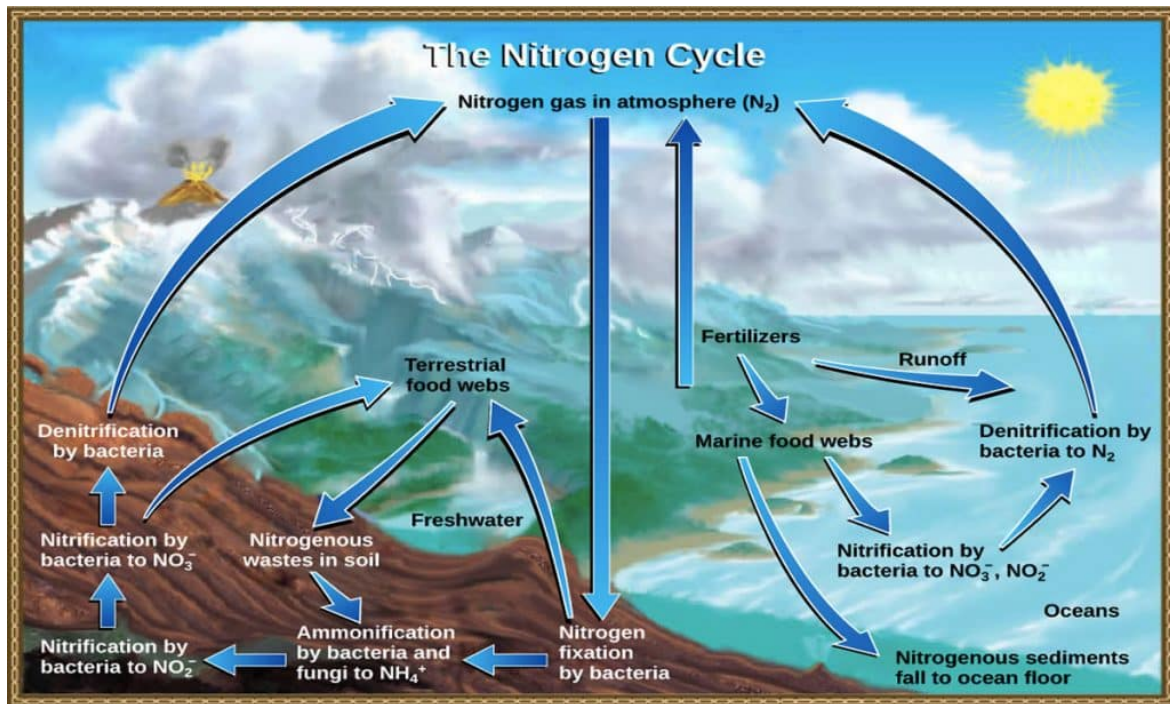 The Nitrogen Cycle
Nitrogen gas in atmosphere (N₂)
Fertilizers
Runoff
Terrestrial
food webs
Denitrification
by bacteria
Marine food webs
Denitrification by
bacteria to N₂
Freshwater
Nitrification by
bacteria to NO₃⁻
Nitrogenous
wastes in soil
Nitrification by
bacteria to NO₃⁻, NO₂⁻
Oceans
Nitrification by
bacteria to NO₂⁻
Ammonification
by bacteria and
fungi to NH₄⁺
Nitrogen
fixation
by bacteria
Nitrogenous sediments
fall to ocean floor